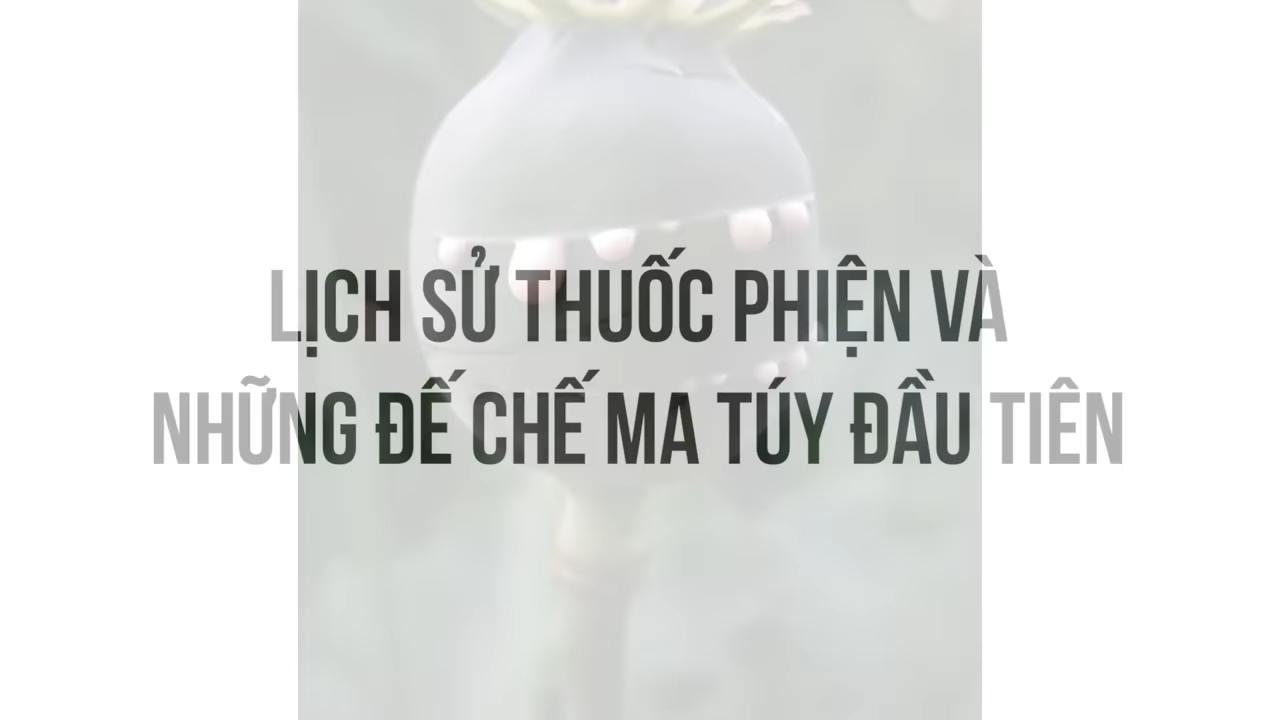 LỊCH SỬ THUỐC PHIỆN VÀ
NHỮNG ĐẾ CHẾ MA TÚY ĐẦU TIÊN